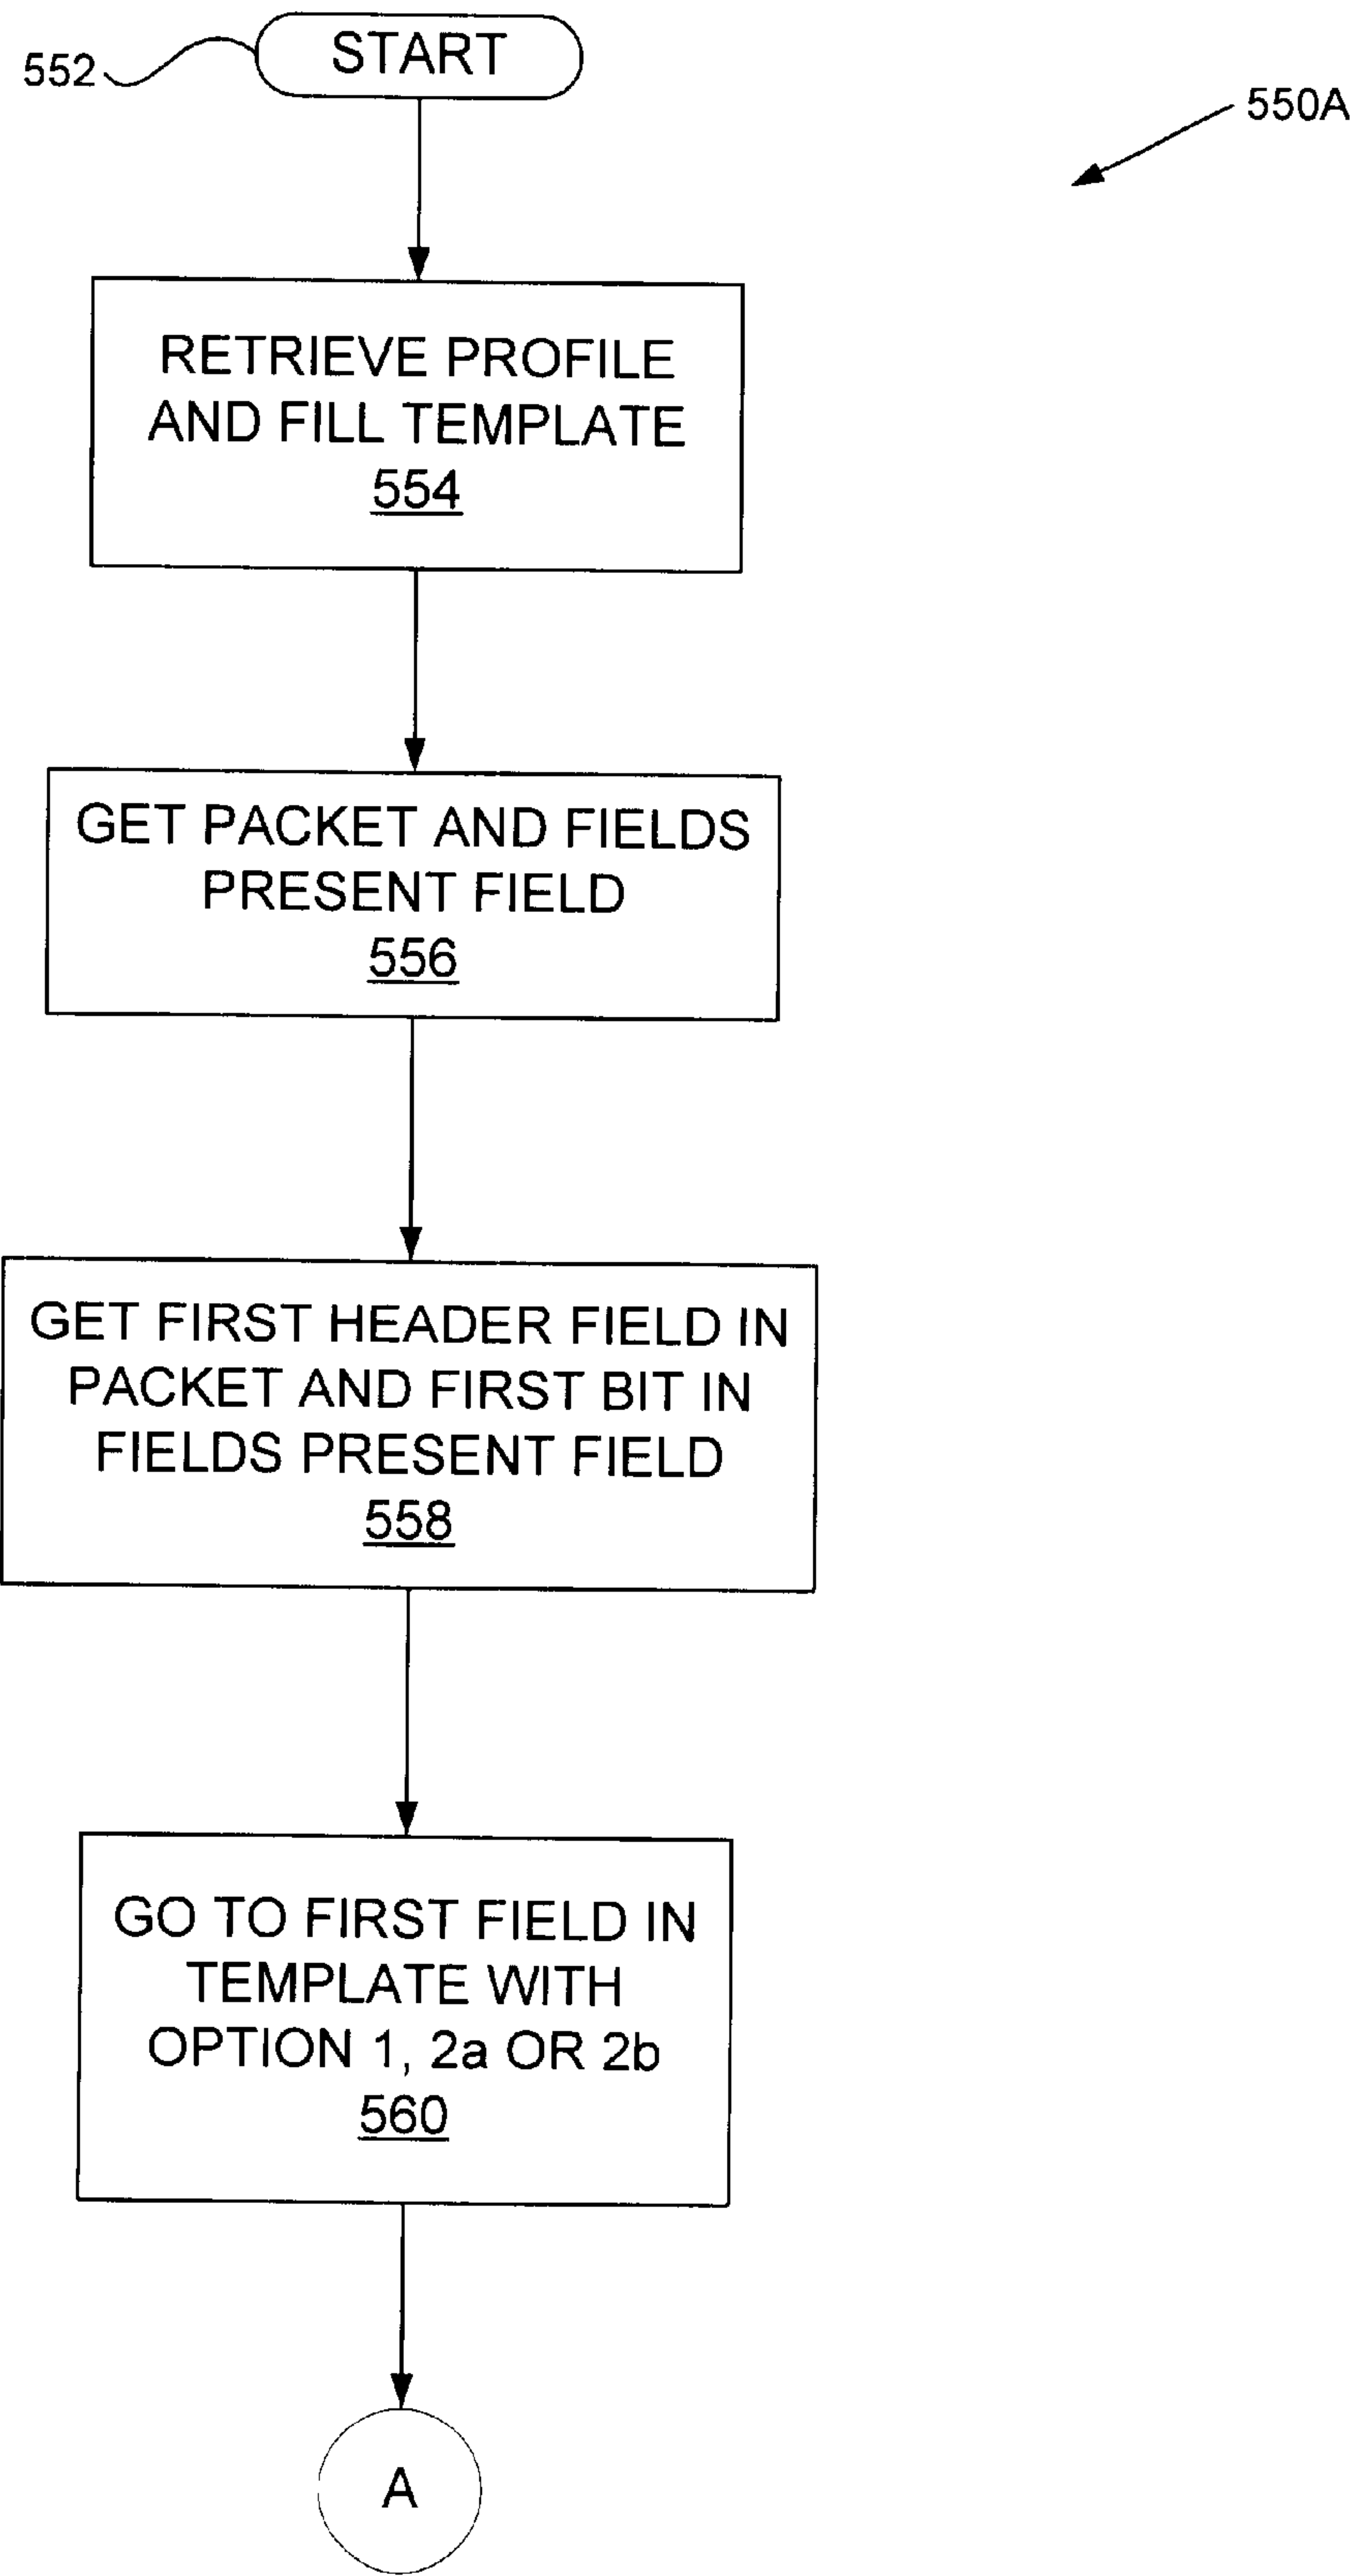 START
552
550A
RETRIEVE PROFILE
AND FILL TEMPLATE
554
GET PACKET AND FIELDS
PRESENT FIELD
556
GET FIRST HEADER FIELD IN
PACKET AND FIRST BIT IN
FIELDS PRESENT FIELD
558
GO TO FIRST FIELD IN
TEMPLATE WITH
OPTION 1, 2a OR 2b
560
A